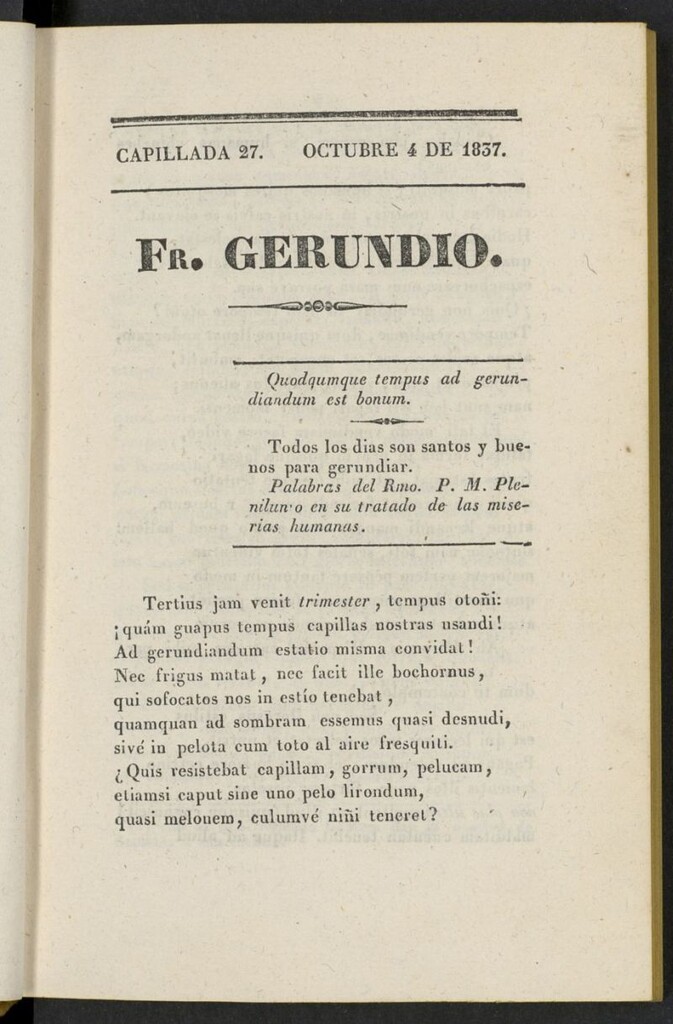 CAPILLADA 27. OCTUBRE 4 DE 1837.
FR. GERUNDIO.
Quodqumque tempus ad gerun-
diandum est bonum.
Todos los dias son santos y bue-
nos para gerundiar.
Palabras del Rmo. P. M. Ple-
nilunio en su tratado de las mise-
rias humanas.
Tertius jam venit trimester, tempus otoñi:
¡quám guapus tempus capillas nostras usandi!
Ad gerundiandum estatio misma convidat!
Nec frigus matat, nec facit ille bochornus,
qui sofocatos nos in estío tenebat,
quamquan ad sombram essemus quasi desnudi,
sivé in pelota cum toto al aire fresquiti.
¿Quis resistebat capillam, gorrum, pelucam,
etiamsi caput sine uno pelo lirondum,
quasi melonem, culumvé niñi teneret?